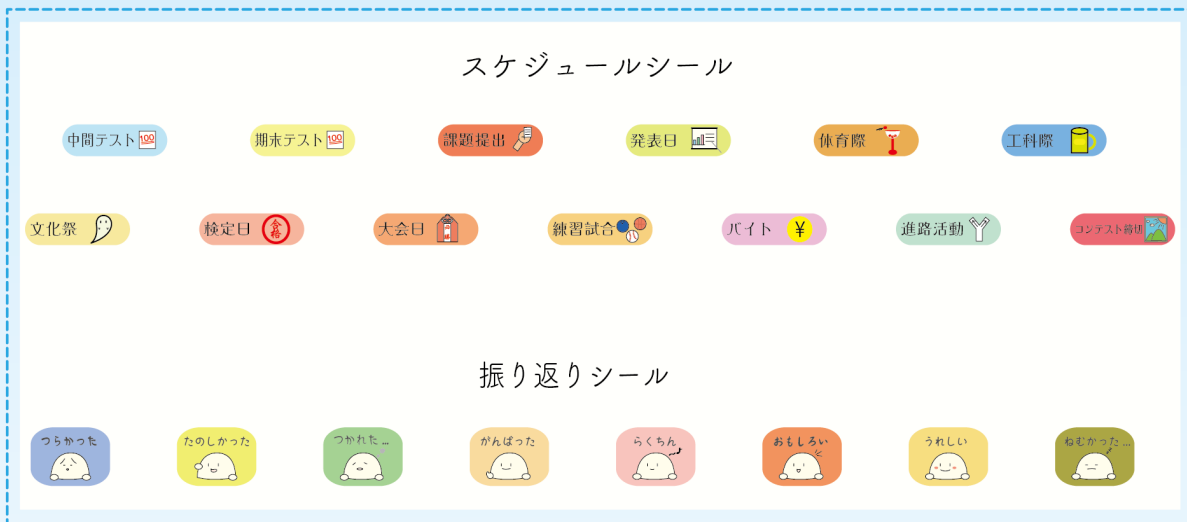 スケジュールシール
中間テスト 100
期末テスト 100
課題提出
発表日
体育際
工科際
文化祭
検定日 合格
大会日
練習試合
バイト ¥
進路活動
コンテスト締切
振り返りシール
つらかった
たのしかった
つかれた...
がんばった
らくちん
おもしろい
うれしい
ねむかった...